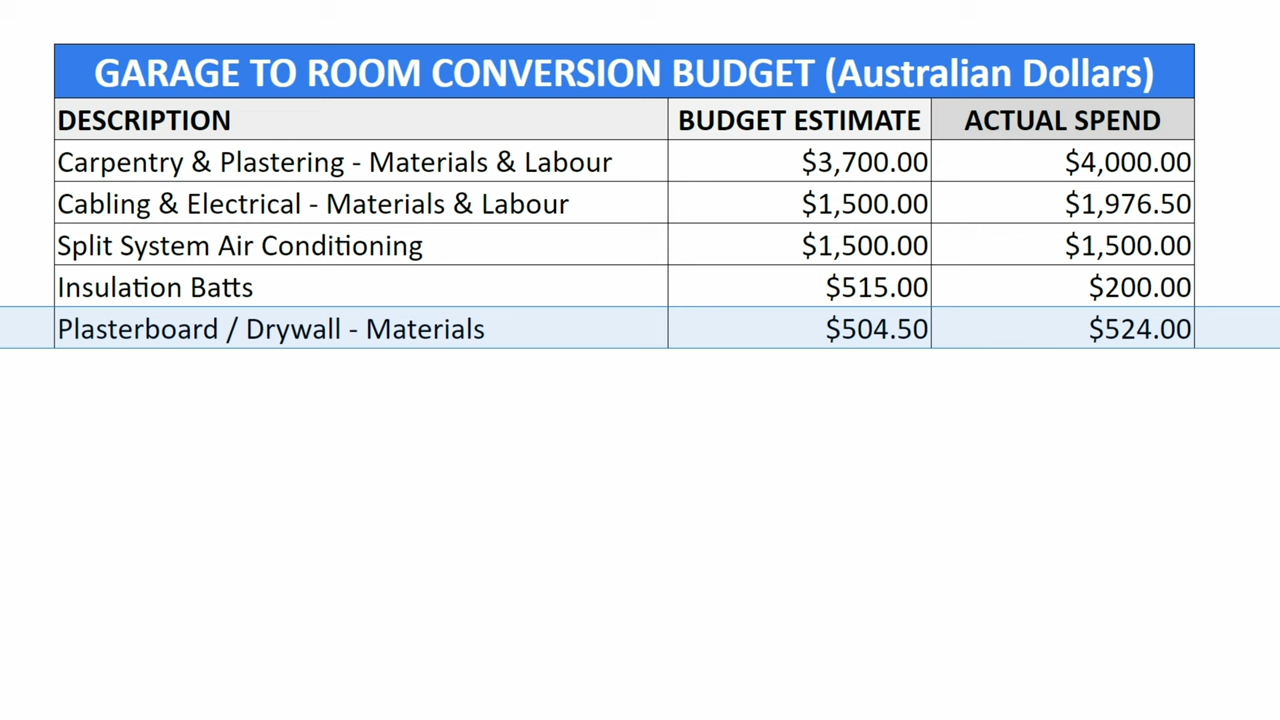 GARAGE TO ROOM CONVERSION BUDGET (Australian Dollars)
DESCRIPTION BUDGET ESTIMATE ACTUAL SPEND
Carpentry & Plastering - Materials & Labour $3,700.00 $4,000.00
Cabling & Electrical - Materials & Labour $1,500.00 $1,976.50
Split System Air Conditioning $1,500.00 $1,500.00
Insulation Batts $515.00 $200.00
Plasterboard / Drywall - Materials $504.50 $524.00